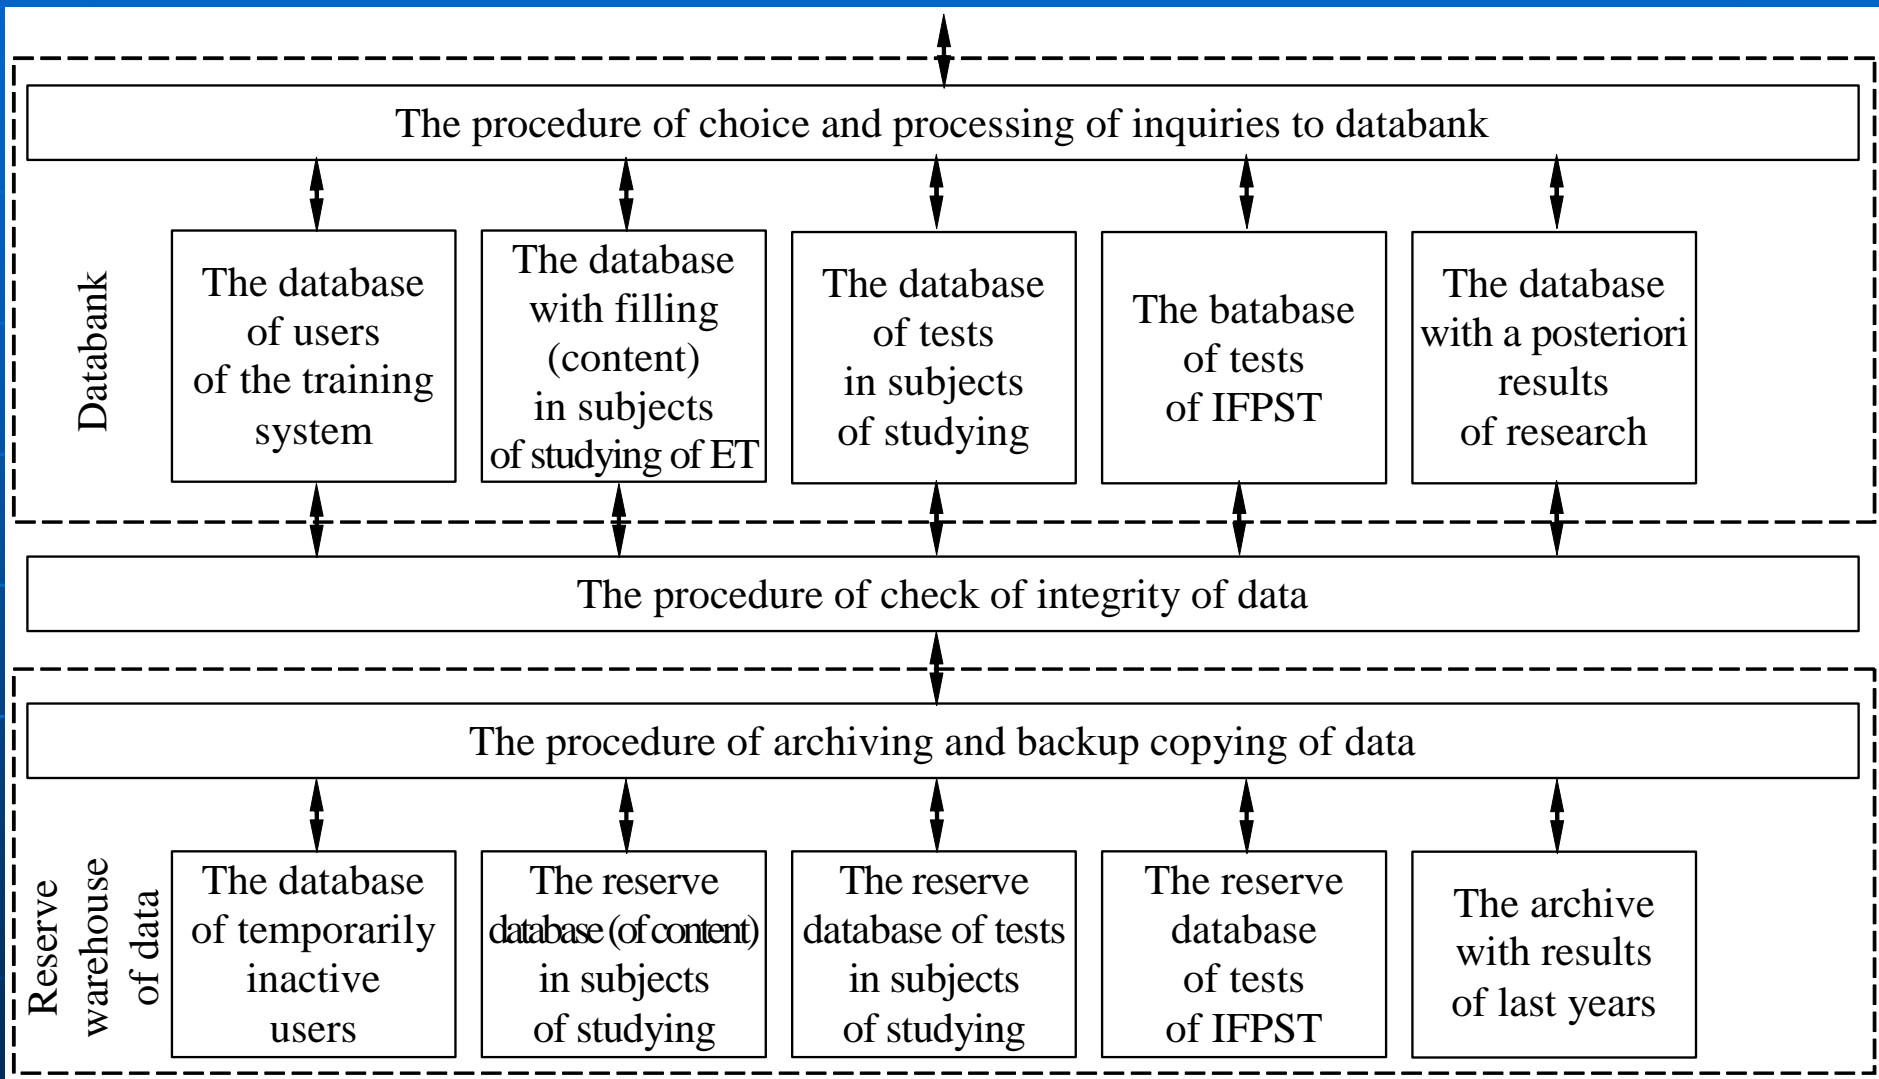 The procedure of choice and processing of inquiries to databank
Databank
The database
of users
of the training
system
The database
with filling
(content)
in subjects
of studying of ET
The database
of tests
in subjects
of studying
The batabase
of tests
of IFPST
The database
with a posteriori
results
of research
The procedure of check of integrity of data
The procedure of archiving and backup copying of data
Reserve
warehouse
of data
The database
of temporarily
inactive
users
The reserve
database (of content)
in subjects
of studying
The reserve
database of tests
in subjects
of studying
The reserve
database
of tests
of IFPST
The archive
with results
of last years